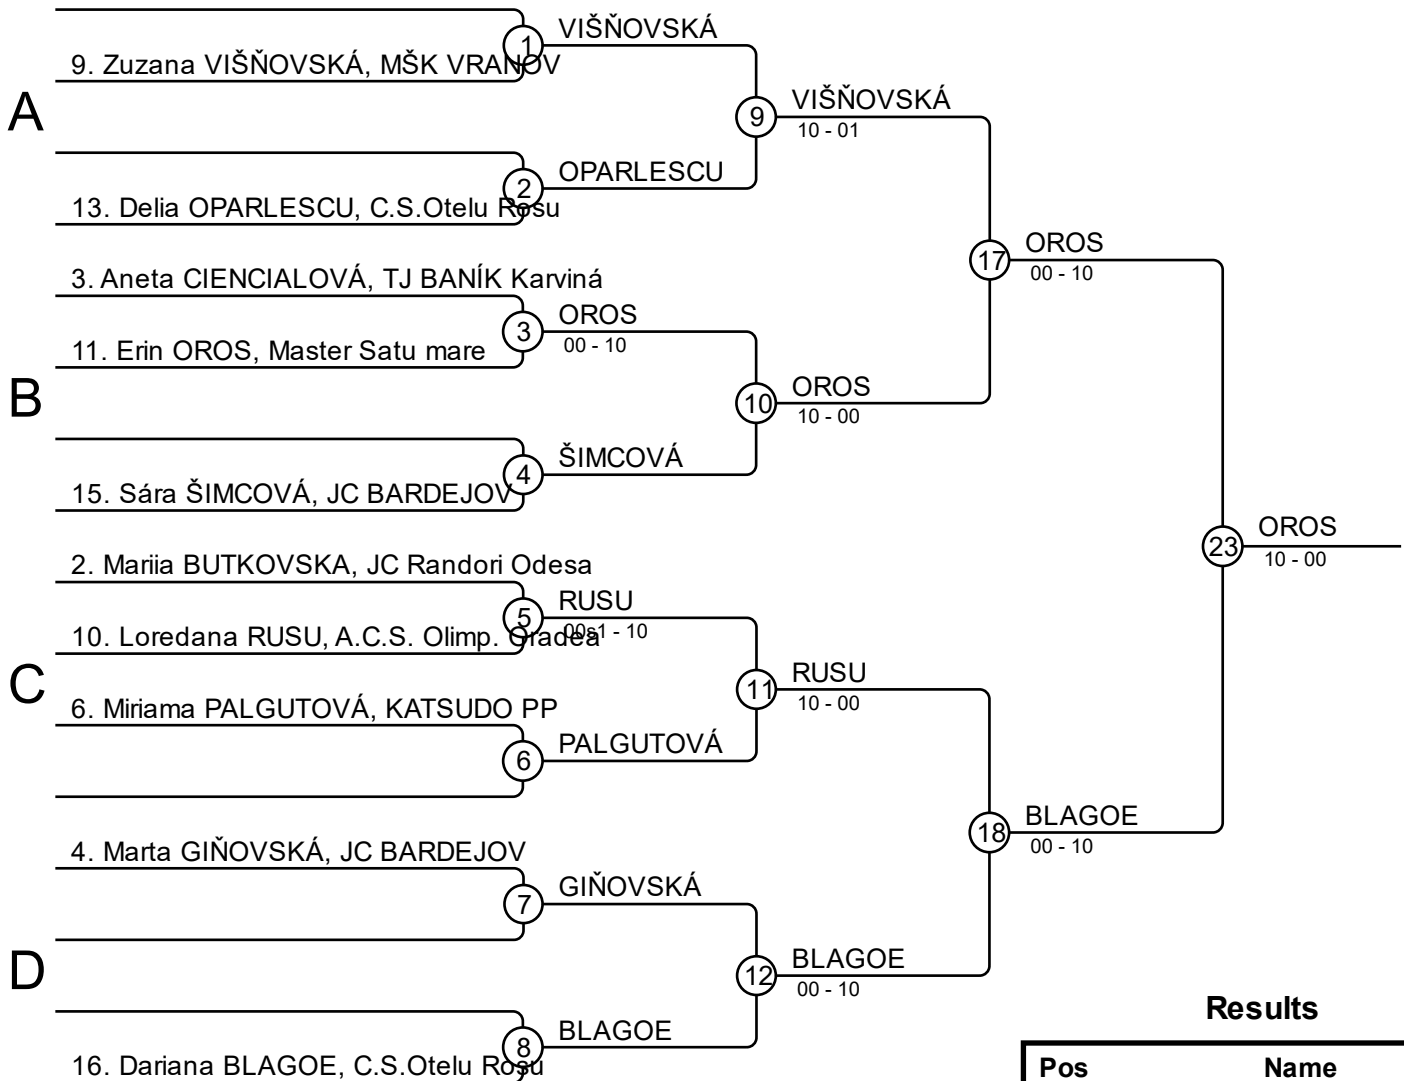 A
9. Zuzana VIŠŇOVSKÁ, MŠK VRANOV
1
VIŠŇOVSKÁ
13. Delia OPARLESCU, C.S.Otelu Roşu
2
OPARLESCU
9
VIŠŇOVSKÁ
10 - 01
B
3. Aneta CIENCIALOVÁ, TJ BANÍK Karviná
11. Erin OROS, Master Satu mare
3
OROS
00 - 10
15. Sára ŠIMCOVÁ, JC BARDEJOV
4
ŠIMCOVÁ
10
OROS
10 - 00
17
OROS
00 - 10
C
2. Mariia BUTKOVSKA, JC Randori Odesa
10. Loredana RUSU, A.C.S. Olimp. Oradea
5
RUSU
00s1 - 10
6. Miriama PALGUTOVÁ, KATSUDO PP
6
PALGUTOVÁ
11
RUSU
10 - 00
D
4. Marta GIŇOVSKÁ, JC BARDEJOV
7
GIŇOVSKÁ
16. Dariana BLAGOE, C.S.Otelu Roşu
8
BLAGOE
12
BLAGOE
00 - 10
18
BLAGOE
00 - 10
23
OROS
10 - 00
Results
Pos Name